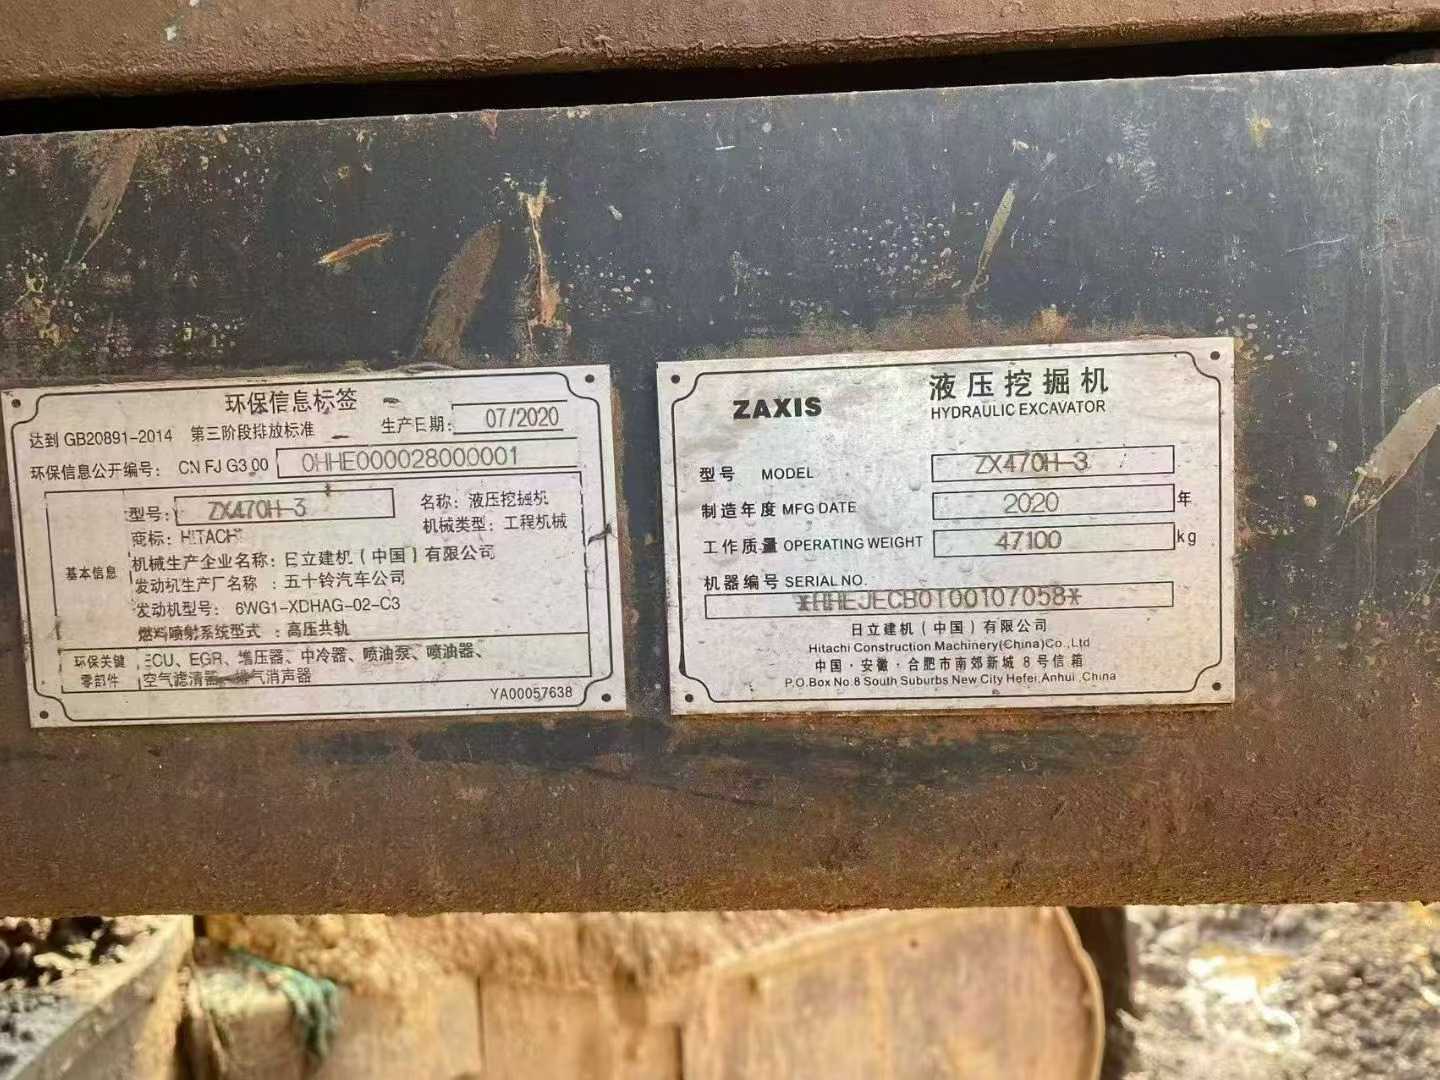 环保信息标签
达到 GB20891-2014 第三阶段排放标准 生产日期: 07/2020
环保信息公开编号: CN FJ G3 00 0HHE000028000001
基本信息
型号: ZX470H-3 名称: 液压挖掘机
商标: HITACHI 机械类型: 工程机械
机械生产企业名称: 日立建机（中国）有限公司
发动机生产厂名称 : 五十铃汽车公司
发动机型号: 6WG1-XDHAG-02-C3
燃料喷射系统型式 : 高压共轨
环保关键零部件
ECU、EGR、增压器、中冷器、喷油泵、喷油器、
空气滤清器、排气消声器
YA00057638
ZAXIS 液压挖掘机
HYDRAULIC EXCAVATOR
型号 MODEL ZX470H-3
制造年度 MFG DATE 2020 年
工作质量 OPERATING WEIGHT 47100 kg
机器编号 SERIAL NO.
*HHEJECB0T00107058*
日立建机（中国）有限公司
Hitachi Construction Machinery(China)Co.,Ltd
中国·安徽·合肥市南郊新城 8 号信箱
P.O.Box No.8 South Suburbs New City Hefei,Anhui ,China